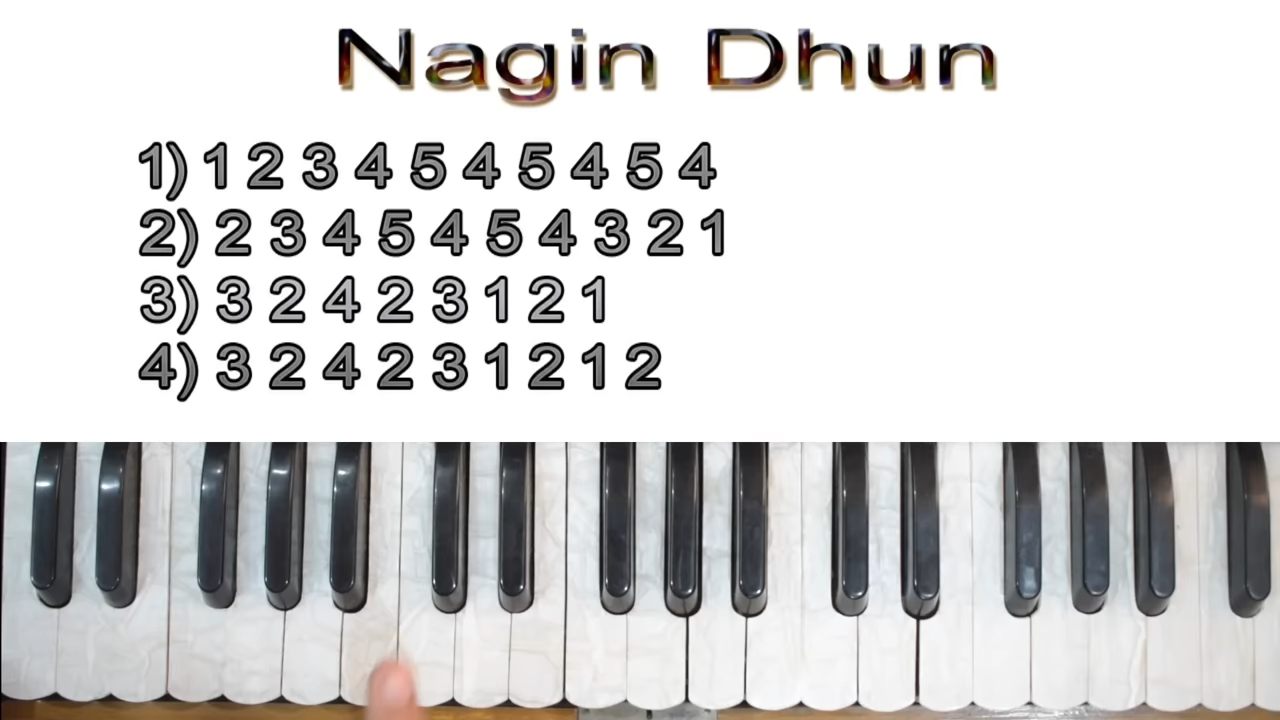 Nagin Dhun
1) 1 2 3 4 5 4 5 4 5 4
2) 2 3 4 5 4 5 4 3 2 1
3) 3 2 4 2 3 1 2 1
4) 3 2 4 2 3 1 2 1 2